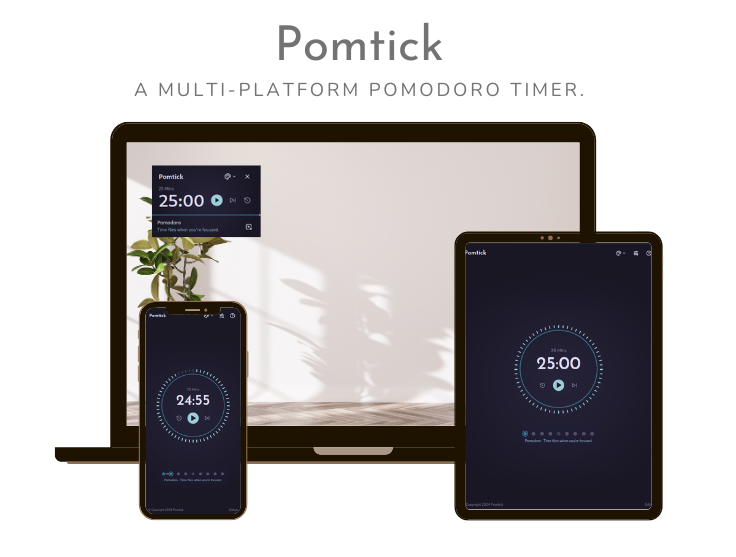 Pomtick
A MULTI-PLATFORM POMODORO TIMER.
Pomtick
25 Mins
25:00
Pomodoro
Time flies when you're focused.
Pomtick
25 Mins
25:00
Pomodoro · Time flies when you're focused.
Copyright 2024 Pomtick
24:55
Pomodoro · Time flies when you're focused.
© Copyright 2024 Pomtick